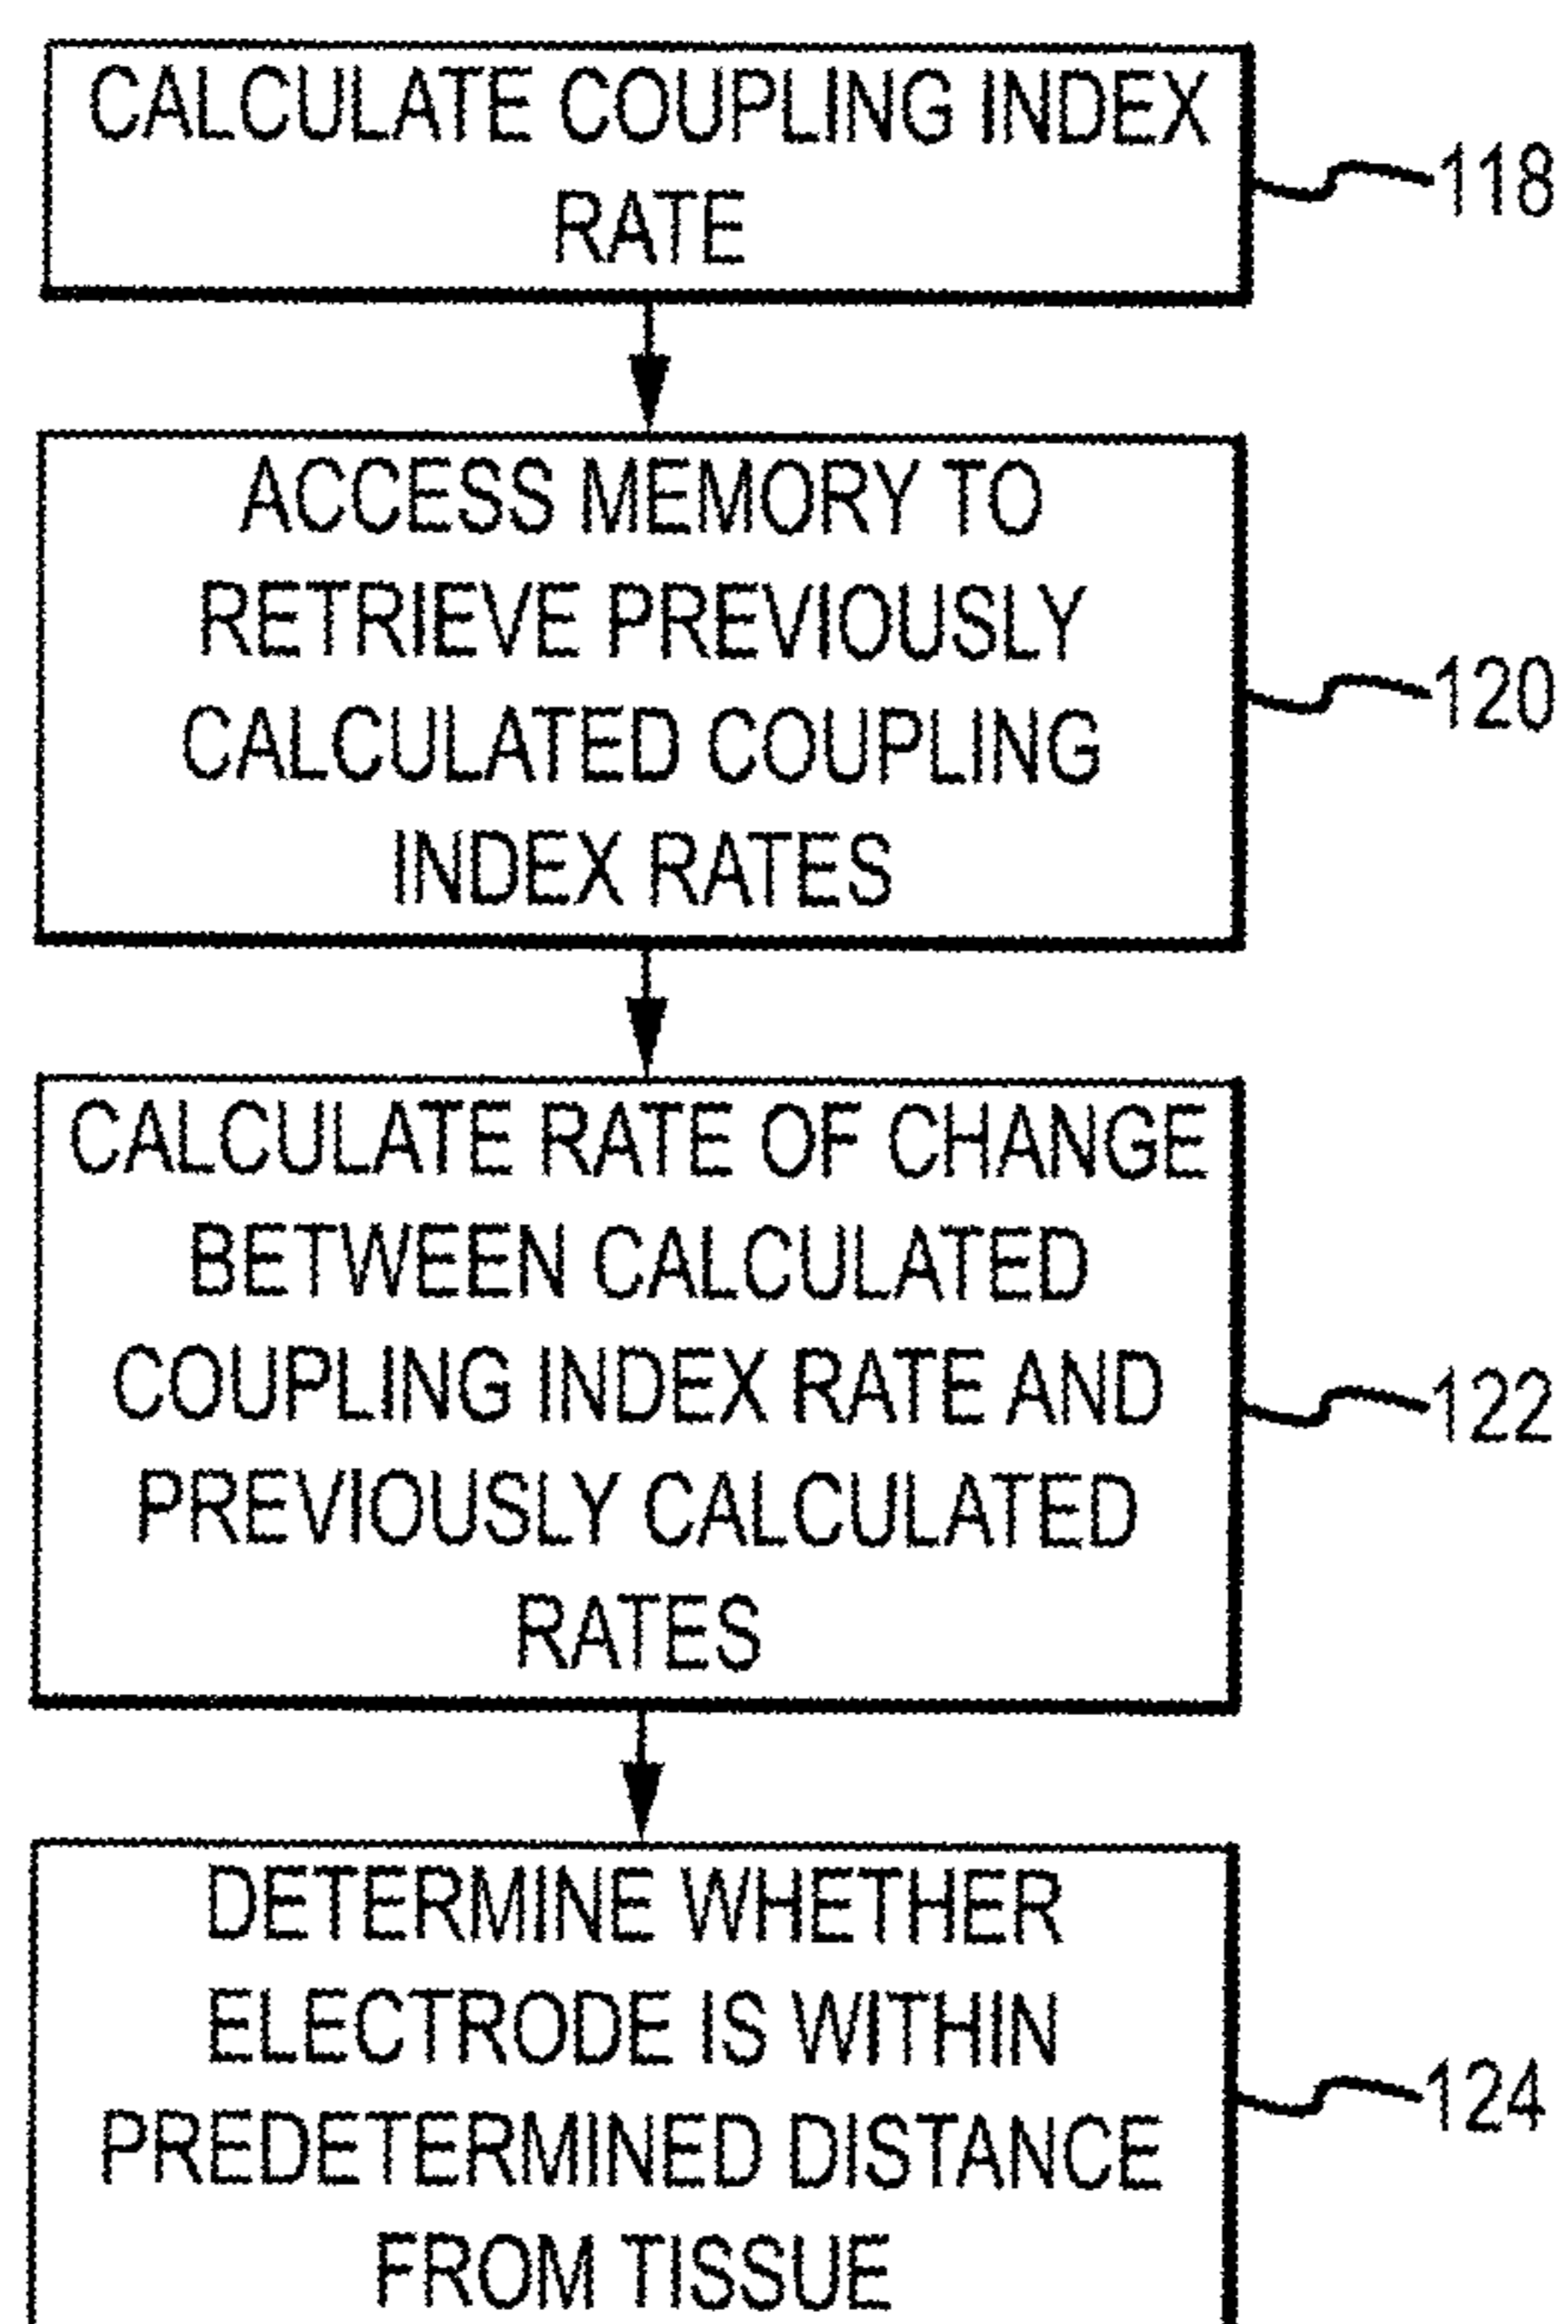 CALCULATE COUPLING INDEX
RATE
118
ACCESS MEMORY TO
RETRIEVE PREVIOUSLY
CALCULATED COUPLING
INDEX RATES
120
CALCULATE RATE OF CHANGE
BETWEEN CALCULATED
COUPLING INDEX RATE AND
PREVIOUSLY CALCULATED
RATES
122
DETERMINE WHETHER
ELECTRODE IS WITHIN
PREDETERMINED DISTANCE
FROM TISSUE
124